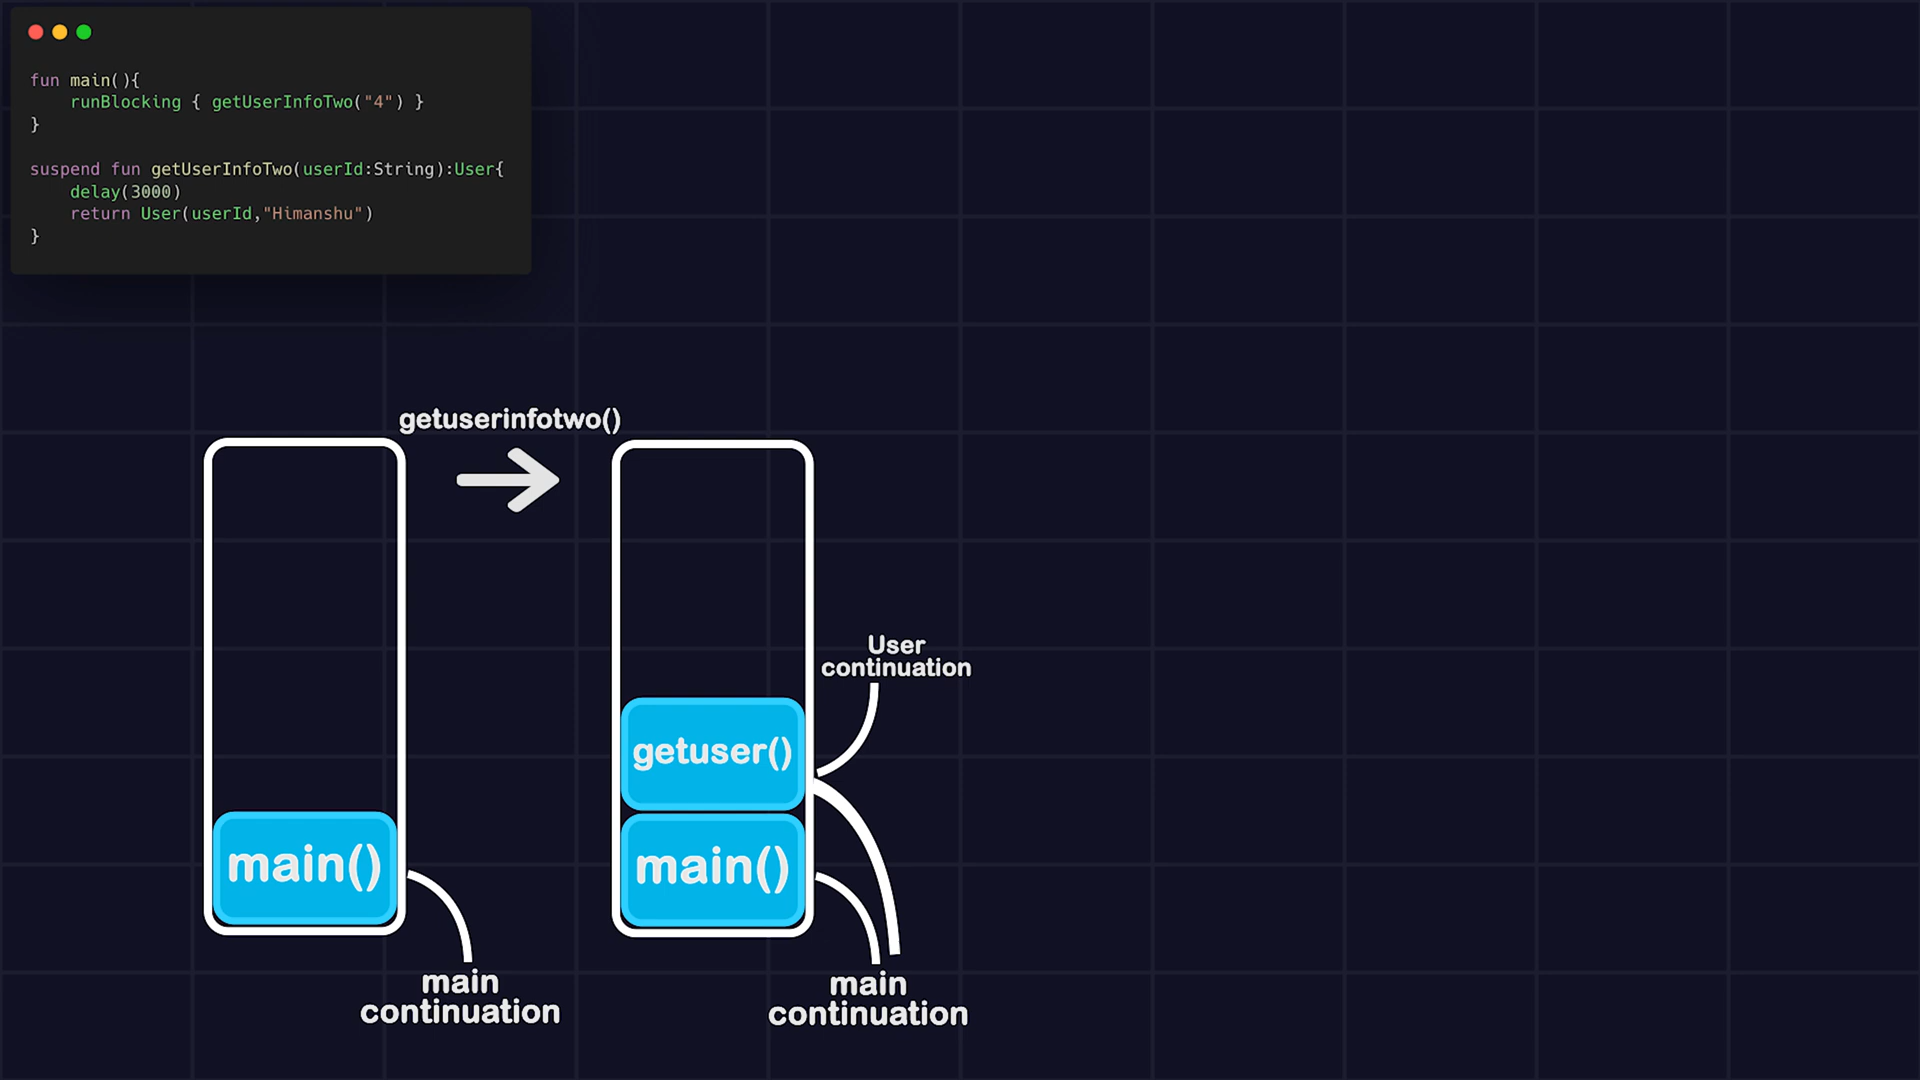 fun main(){
    runBlocking { getUserInfoTwo("4") }
}
suspend fun getUserInfoTwo(userId:String):User{
    delay(3000)
    return User(userId,"Himanshu")
}
getuserinfotwo()
User
continuation
getuser()
main()
main()
main
continuation
main
continuation